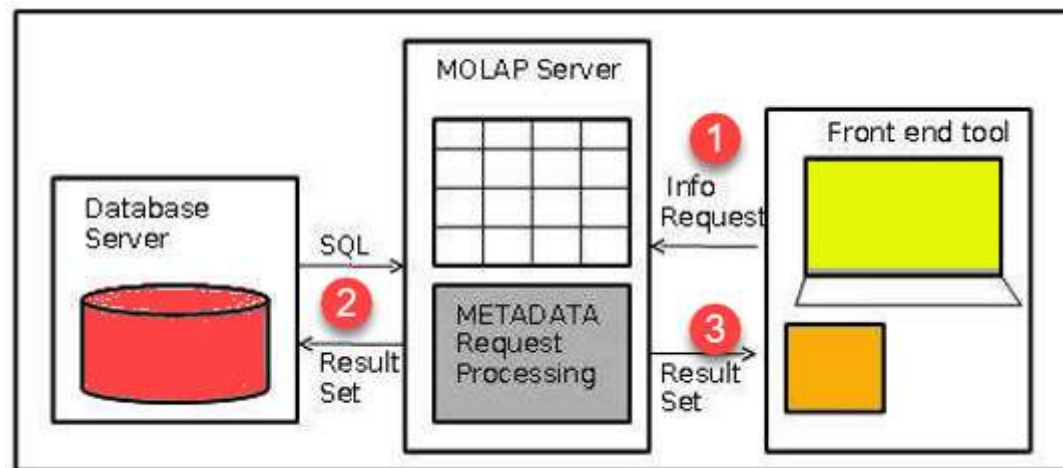 MOLAP Server
Front end tool
1
Info
Request
Database
Server
SQL
2
Result
Set
METADATA
Request
Processing
3
Result
Set